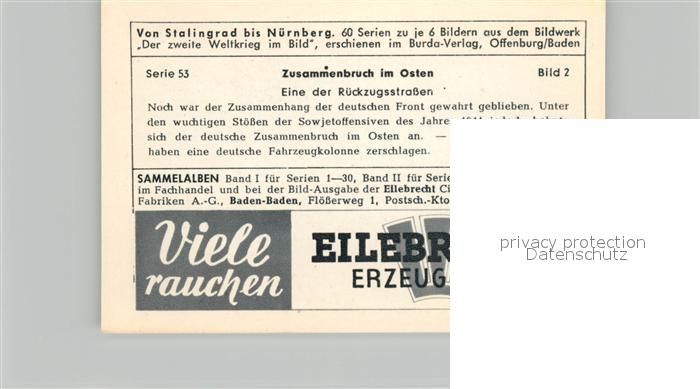 Von Stalingrad bis Nürnberg. 60 Serien zu je 6 Bildern aus dem Bildwerk
„Der zweite Weltkrieg im Bild", erschienen im Burda-Verlag, Offenburg/Baden
Serie 53 Zusammenbruch im Osten Bild 2
Eine der Rückzugsstraßen
Noch war der Zusammenhang der deutschen Front gewahrt geblieben. Unter
den wuchtigen Stößen der Sowjetoffensiven des Jahres
sich der deutsche Zusammenbruch im Osten an. —
haben eine deutsche Fahrzeugkolonne zerschlagen.
SAMMELALBEN Band I für Serien 1—30, Band II für
im Fachhandel und bei der Bild-Ausgabe der Eilebrecht
Fabriken A.-G., Baden-Baden, Flößerweg 1, Postsch.-Kto
Viele
rauchen
EILEBR
ERZEUG
privacy protection
Datenschutz